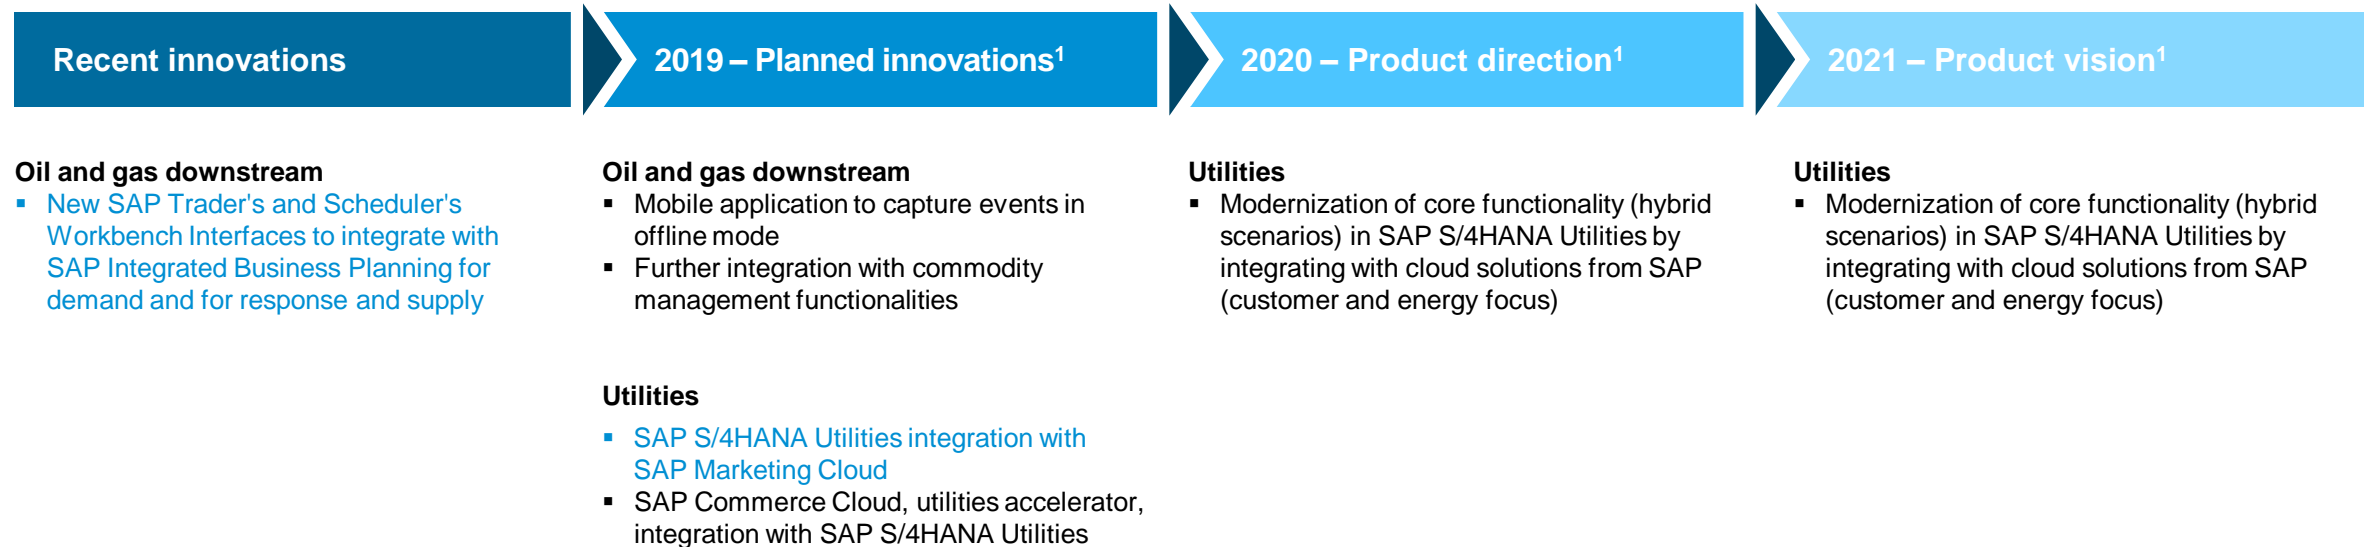 Recent innovations
2019 – Planned innovations¹
2020 – Product direction¹
2021 – Product vision¹
Oil and gas downstream
▪ New SAP Trader's and Scheduler's
Workbench Interfaces to integrate with
SAP Integrated Business Planning for
demand and for response and supply
Oil and gas downstream
▪ Mobile application to capture events in
offline mode
▪ Further integration with commodity
management functionalities
Utilities
▪ SAP S/4HANA Utilities integration with
SAP Marketing Cloud
▪ SAP Commerce Cloud, utilities accelerator,
integration with SAP S/4HANA Utilities
Utilities
▪ Modernization of core functionality (hybrid
scenarios) in SAP S/4HANA Utilities by
integrating with cloud solutions from SAP
(customer and energy focus)
Utilities
▪ Modernization of core functionality (hybrid
scenarios) in SAP S/4HANA Utilities by
integrating with cloud solutions from SAP
(customer and energy focus)